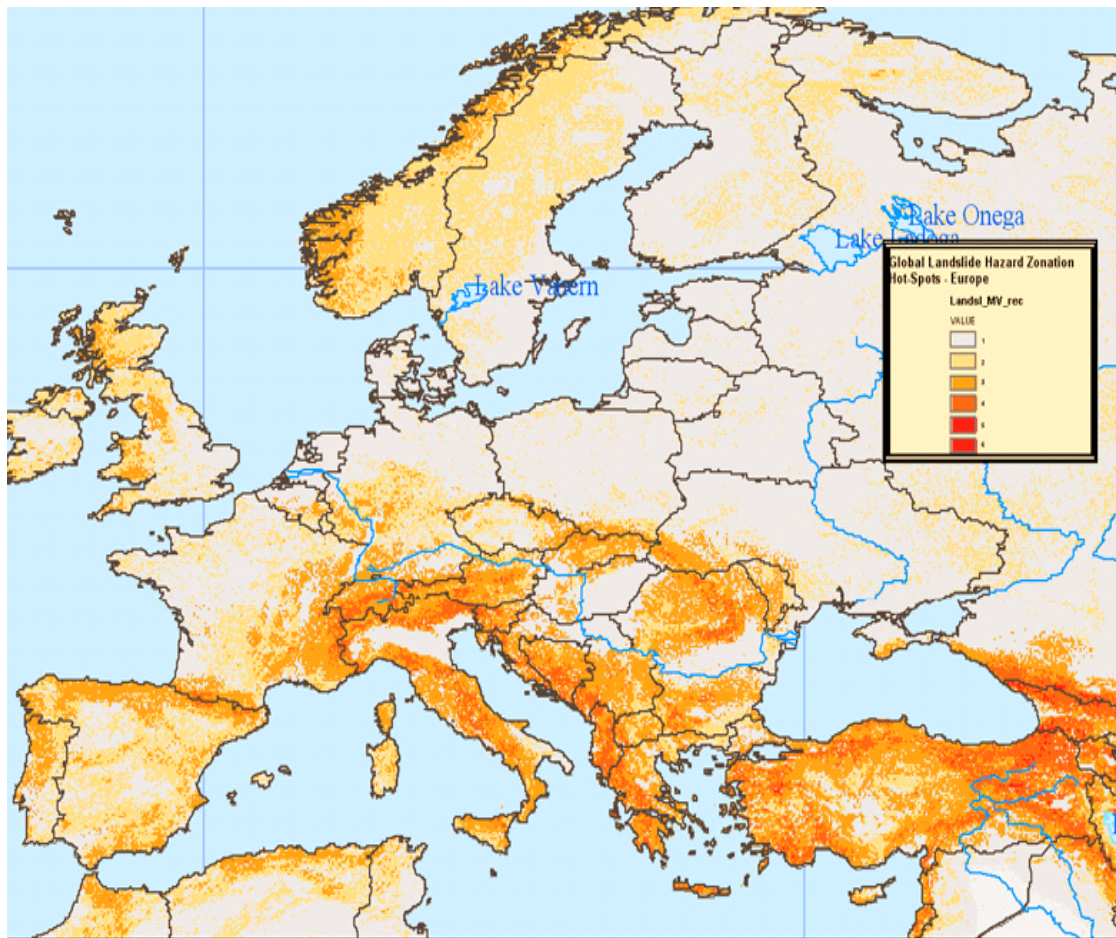 Lake Onega
Lake Ladoga
Lake Vanern
Global Landslide Hazard Zonation
Hot-Spots - Europe
Landsl_MV_rec
VALUE
1
2
3
4
5
6